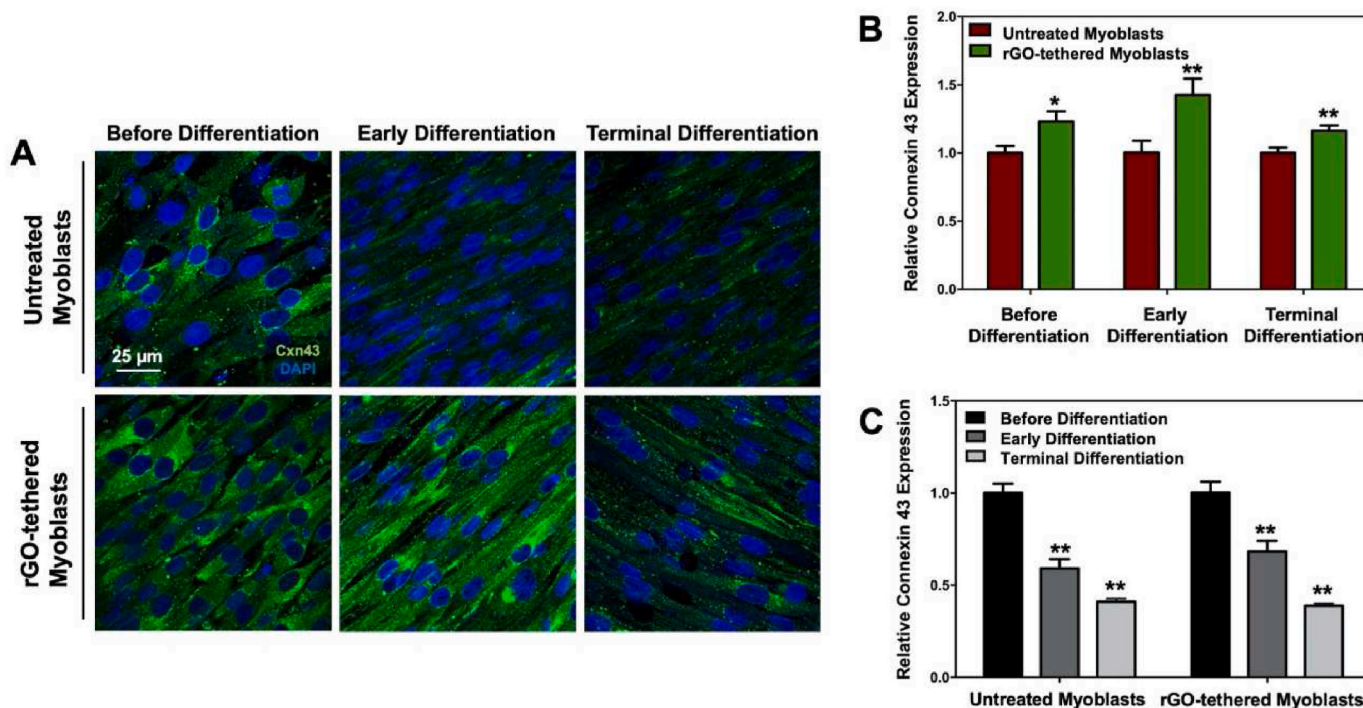 A
Before Differentiation
Early Differentiation
Terminal Differentiation
Untreated
Myoblasts
25 µm
Cxn43
DAPI
rGO-tethered
Myoblasts
B
Relative Connexin 43 Expression
2.0
1.5
1.0
0.5
0.0
Untreated Myoblasts
rGO-tethered Myoblasts
*
**
**
Before
Differentiation
Early
Differentiation
Terminal
Differentiation
C
Relative Connexin 43 Expression
1.5
1.0
0.5
0.0
Before Differentiation
Early Differentiation
Terminal Differentiation
**
**
**
**
Untreated Myoblasts
rGO-tethered Myoblasts